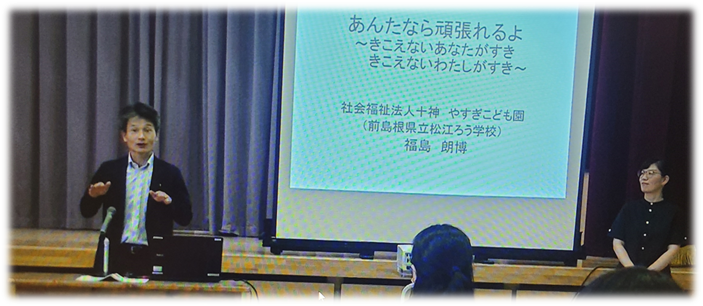 あんたなら頑張れるよ
～きこえないあなたがすき
きこえないわたしがすき～
社会福祉法人十神　やすぎこども園
（前島根県立松江ろう学校）
福島　朗博